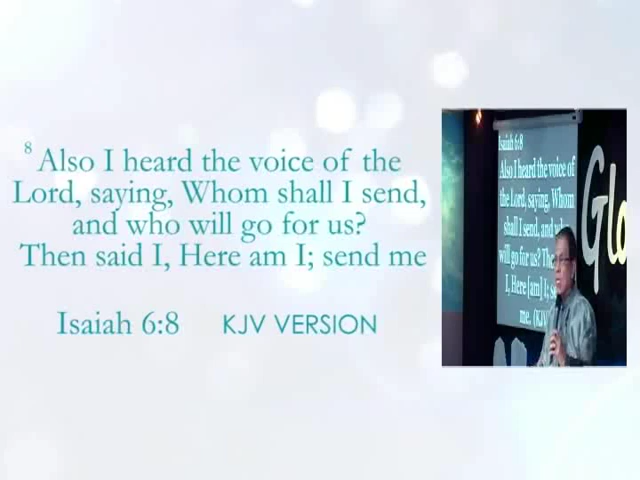 8 Also I heard the voice of the
Lord, saying, Whom shall I send,
and who will go for us?
Then said I, Here am I; send me
Isaiah 6:8 KJV VERSION
Isaiah 6:8
Also I heard the voice of
the Lord, saying, Whom
shall I send, and who
will go for us?
I, Here [am] I;
me. (KJV
Glo